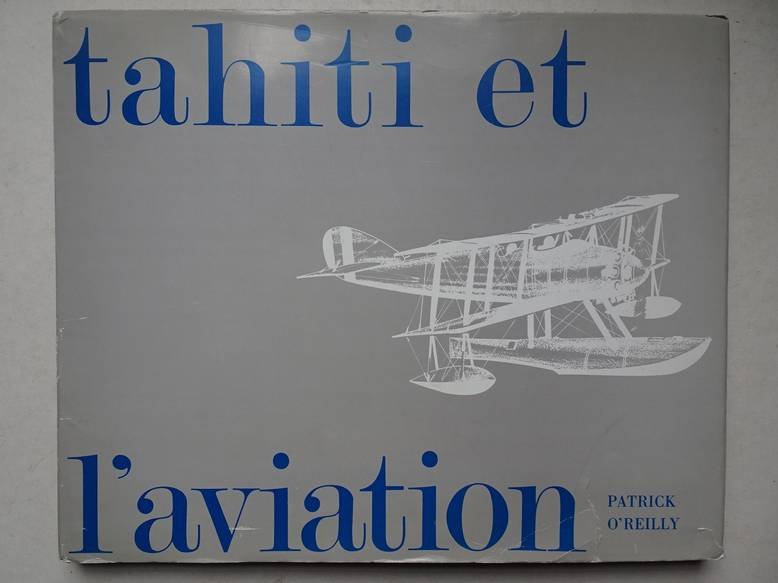 tahiti et
l'aviation
PATRICK
O'REILLY